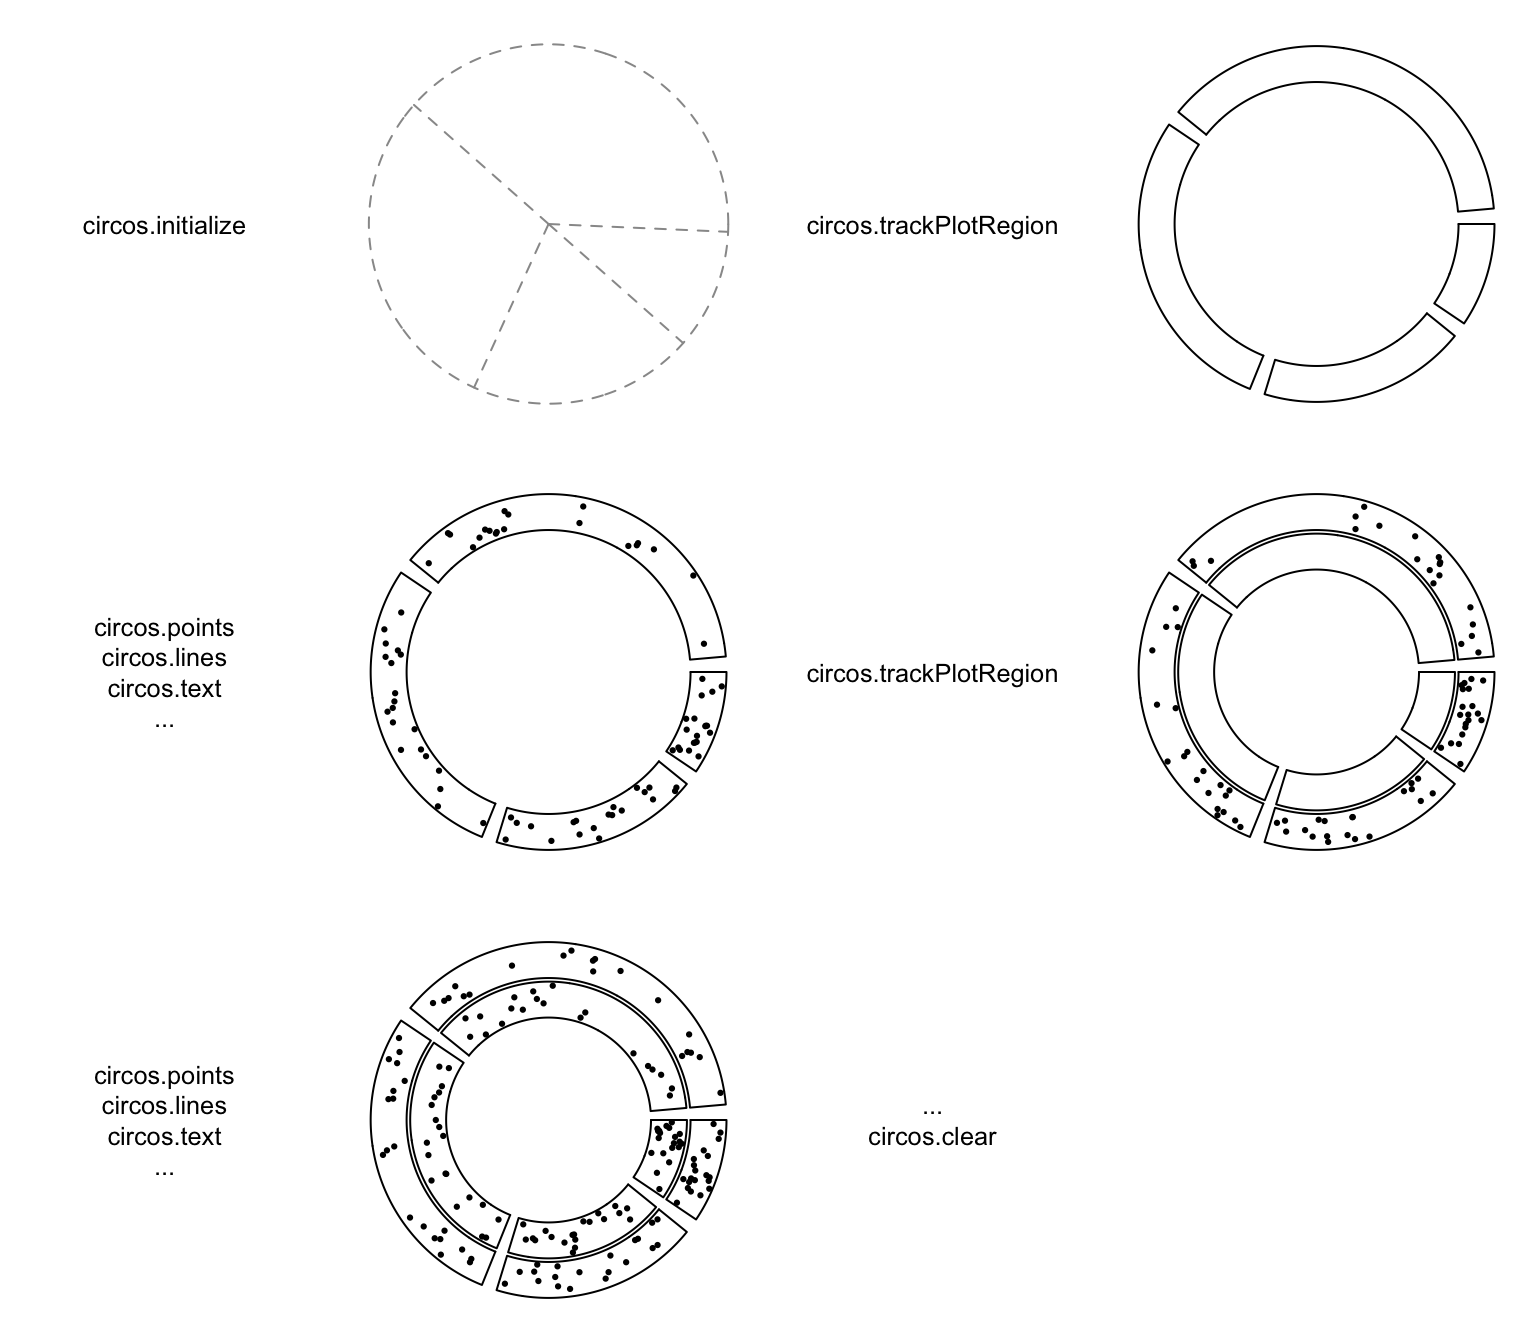 circos.initialize
circos.trackPlotRegion
circos.points
circos.lines
circos.text
...
circos.trackPlotRegion
circos.points
circos.lines
circos.text
...
...
circos.clear